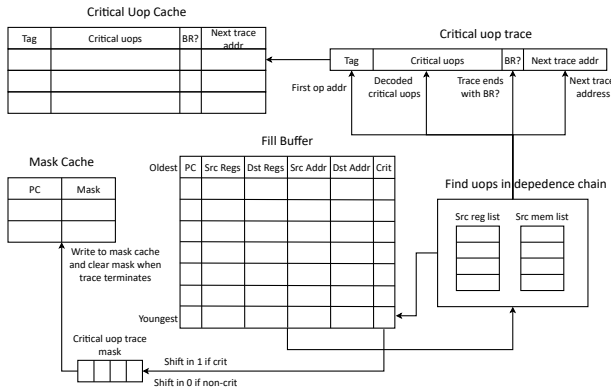 Critical Uop Cache
Tag
Critical uops
BR?
Next trace
addr
Critical uop trace
Tag
Critical uops
BR?
Next trace addr
First op addr
Decoded
critical uops
Trace ends
with BR?
Next trace
address
Mask Cache
PC
Mask
Write to mask cache
and clear mask when
trace terminates
Fill Buffer
Oldest
PC
Src Regs
Dst Regs
Src Addr
Dst Addr
Crit
Youngest
Find uops in depedence chain
Src reg list
Src mem list
Critical uop trace
mask
Shift in 1 if crit
Shift in 0 if non-crit